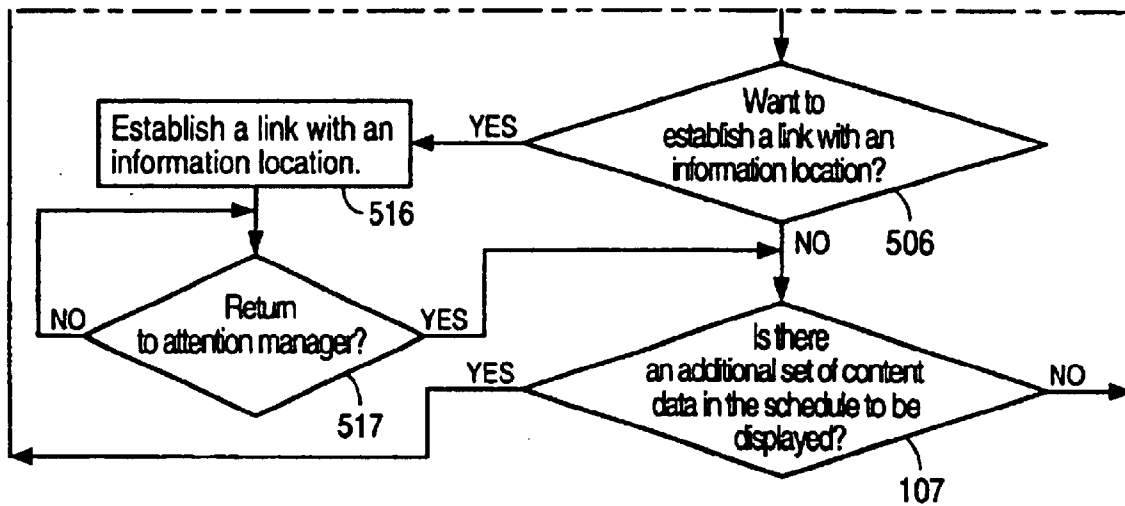 Want to
establish a link with an
information location?
506
YES
Establish a link with an
information location.
516
NO
Return
to attention manager?
517
NO
YES
Is there
an additional set of content
data in the schedule to be
displayed?
107
YES
NO